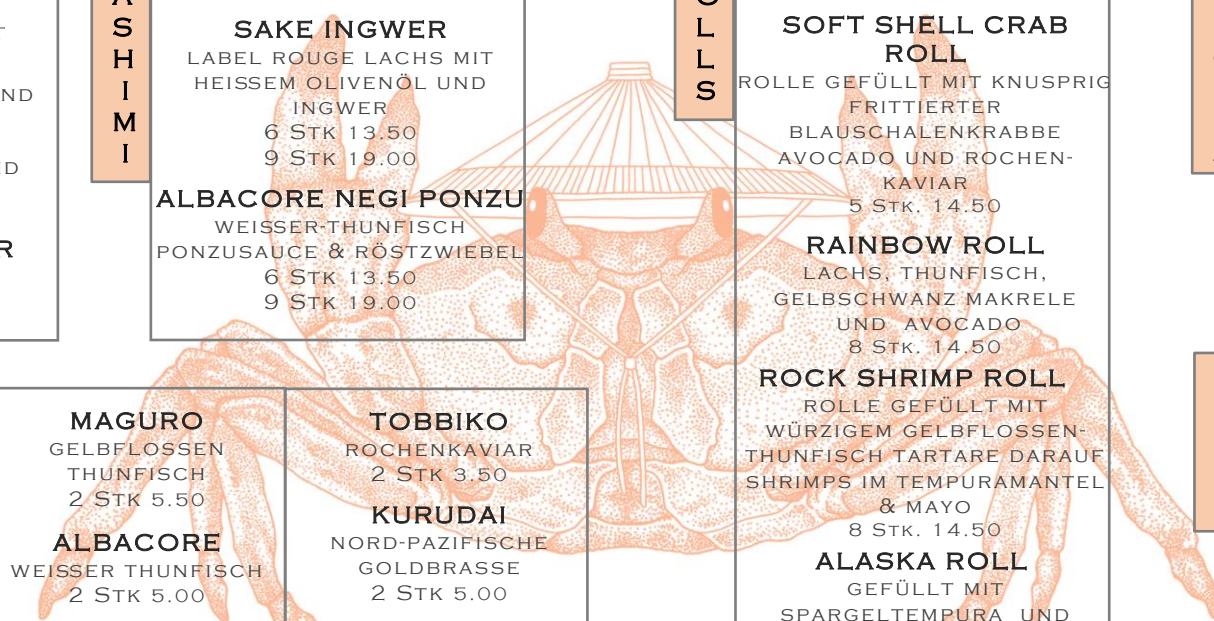 ND
D
R
A
S
H
I
M
I
SAKE INGWER
LABEL ROUGE LACHS MIT
HEISSEM OLIVENÖL UND
INGWER
6 STK 13.50
9 STK 19.00
ALBACORE NEGI PONZU
WEISSER-THUNFISCH
PONZUSAUCE & RÖSTZWIEBEL
6 STK 13.50
9 STK 19.00
MAGURO
GELBFLOSSEN
THUNFISCH
2 STK 5.50
ALBACORE
WEISSER THUNFISCH
2 STK 5.00
TOBBIKO
ROCHENKAVIAR
2 STK 3.50
KURUDAI
NORD-PAZIFISCHE
GOLDBRASSE
2 STK 5.00
O
L
L
S
SOFT SHELL CRAB
ROLL
ROLLE GEFÜLLT MIT KNUSPRIG
FRITTIERTER
BLAUSCHALENKRABBE
AVOCADO UND ROCHEN-
KAVIAR
5 STK. 14.50
RAINBOW ROLL
LACHS, THUNFISCH,
GELBSCHWANZ MAKRELE
UND AVOCADO
8 STK. 14.50
ROCK SHRIMP ROLL
ROLLE GEFÜLLT MIT
WÜRZIGEM GELBFLOSSEN-
THUNFISCH TARTARE DARAUF
SHRIMPS IM TEMPURAMANTEL
& MAYO
8 STK. 14.50
ALASKA ROLL
GEFÜLLT MIT
SPARGELTEMPURA UND